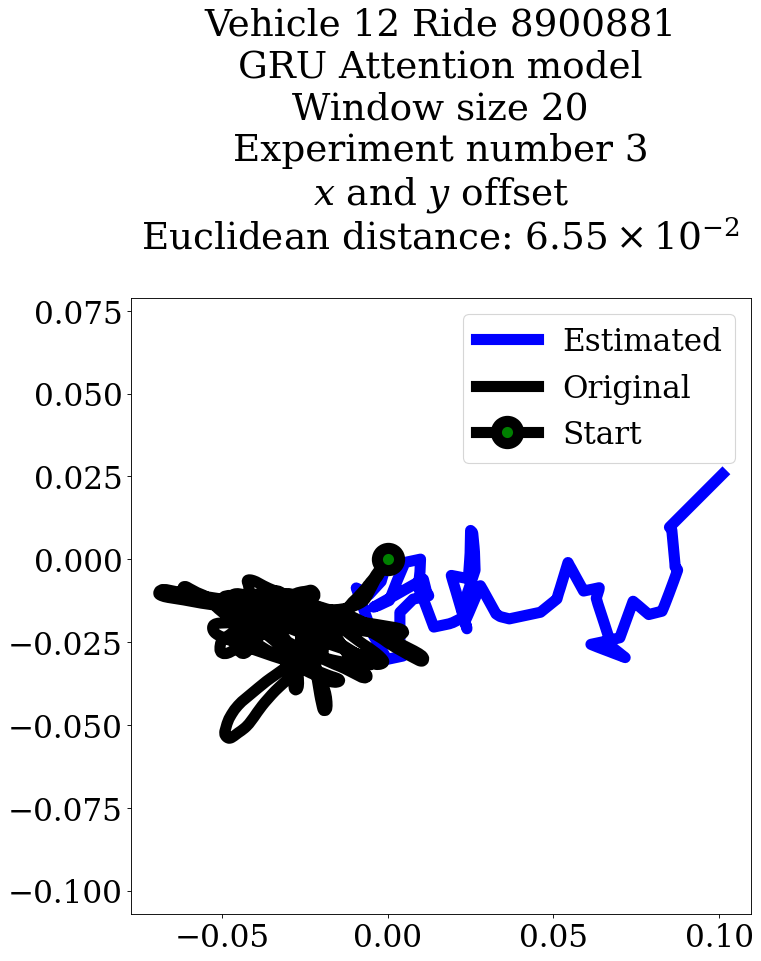 Vehicle 12 Ride 8900881
GRU Attention model
Window size 20
Experiment number 3
x and y offset
Euclidean distance: 6.55 × 10⁻²
0.075
Estimated
0.050
Original
0.025
Start
0.000
−0.025
−0.050
−0.075
−0.100
−0.05 0.00 0.05 0.10